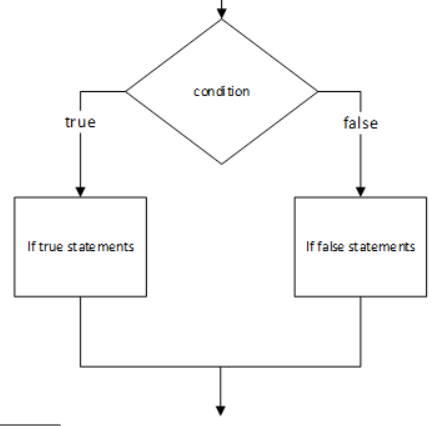 condition
true
false
If true statements
If false statements